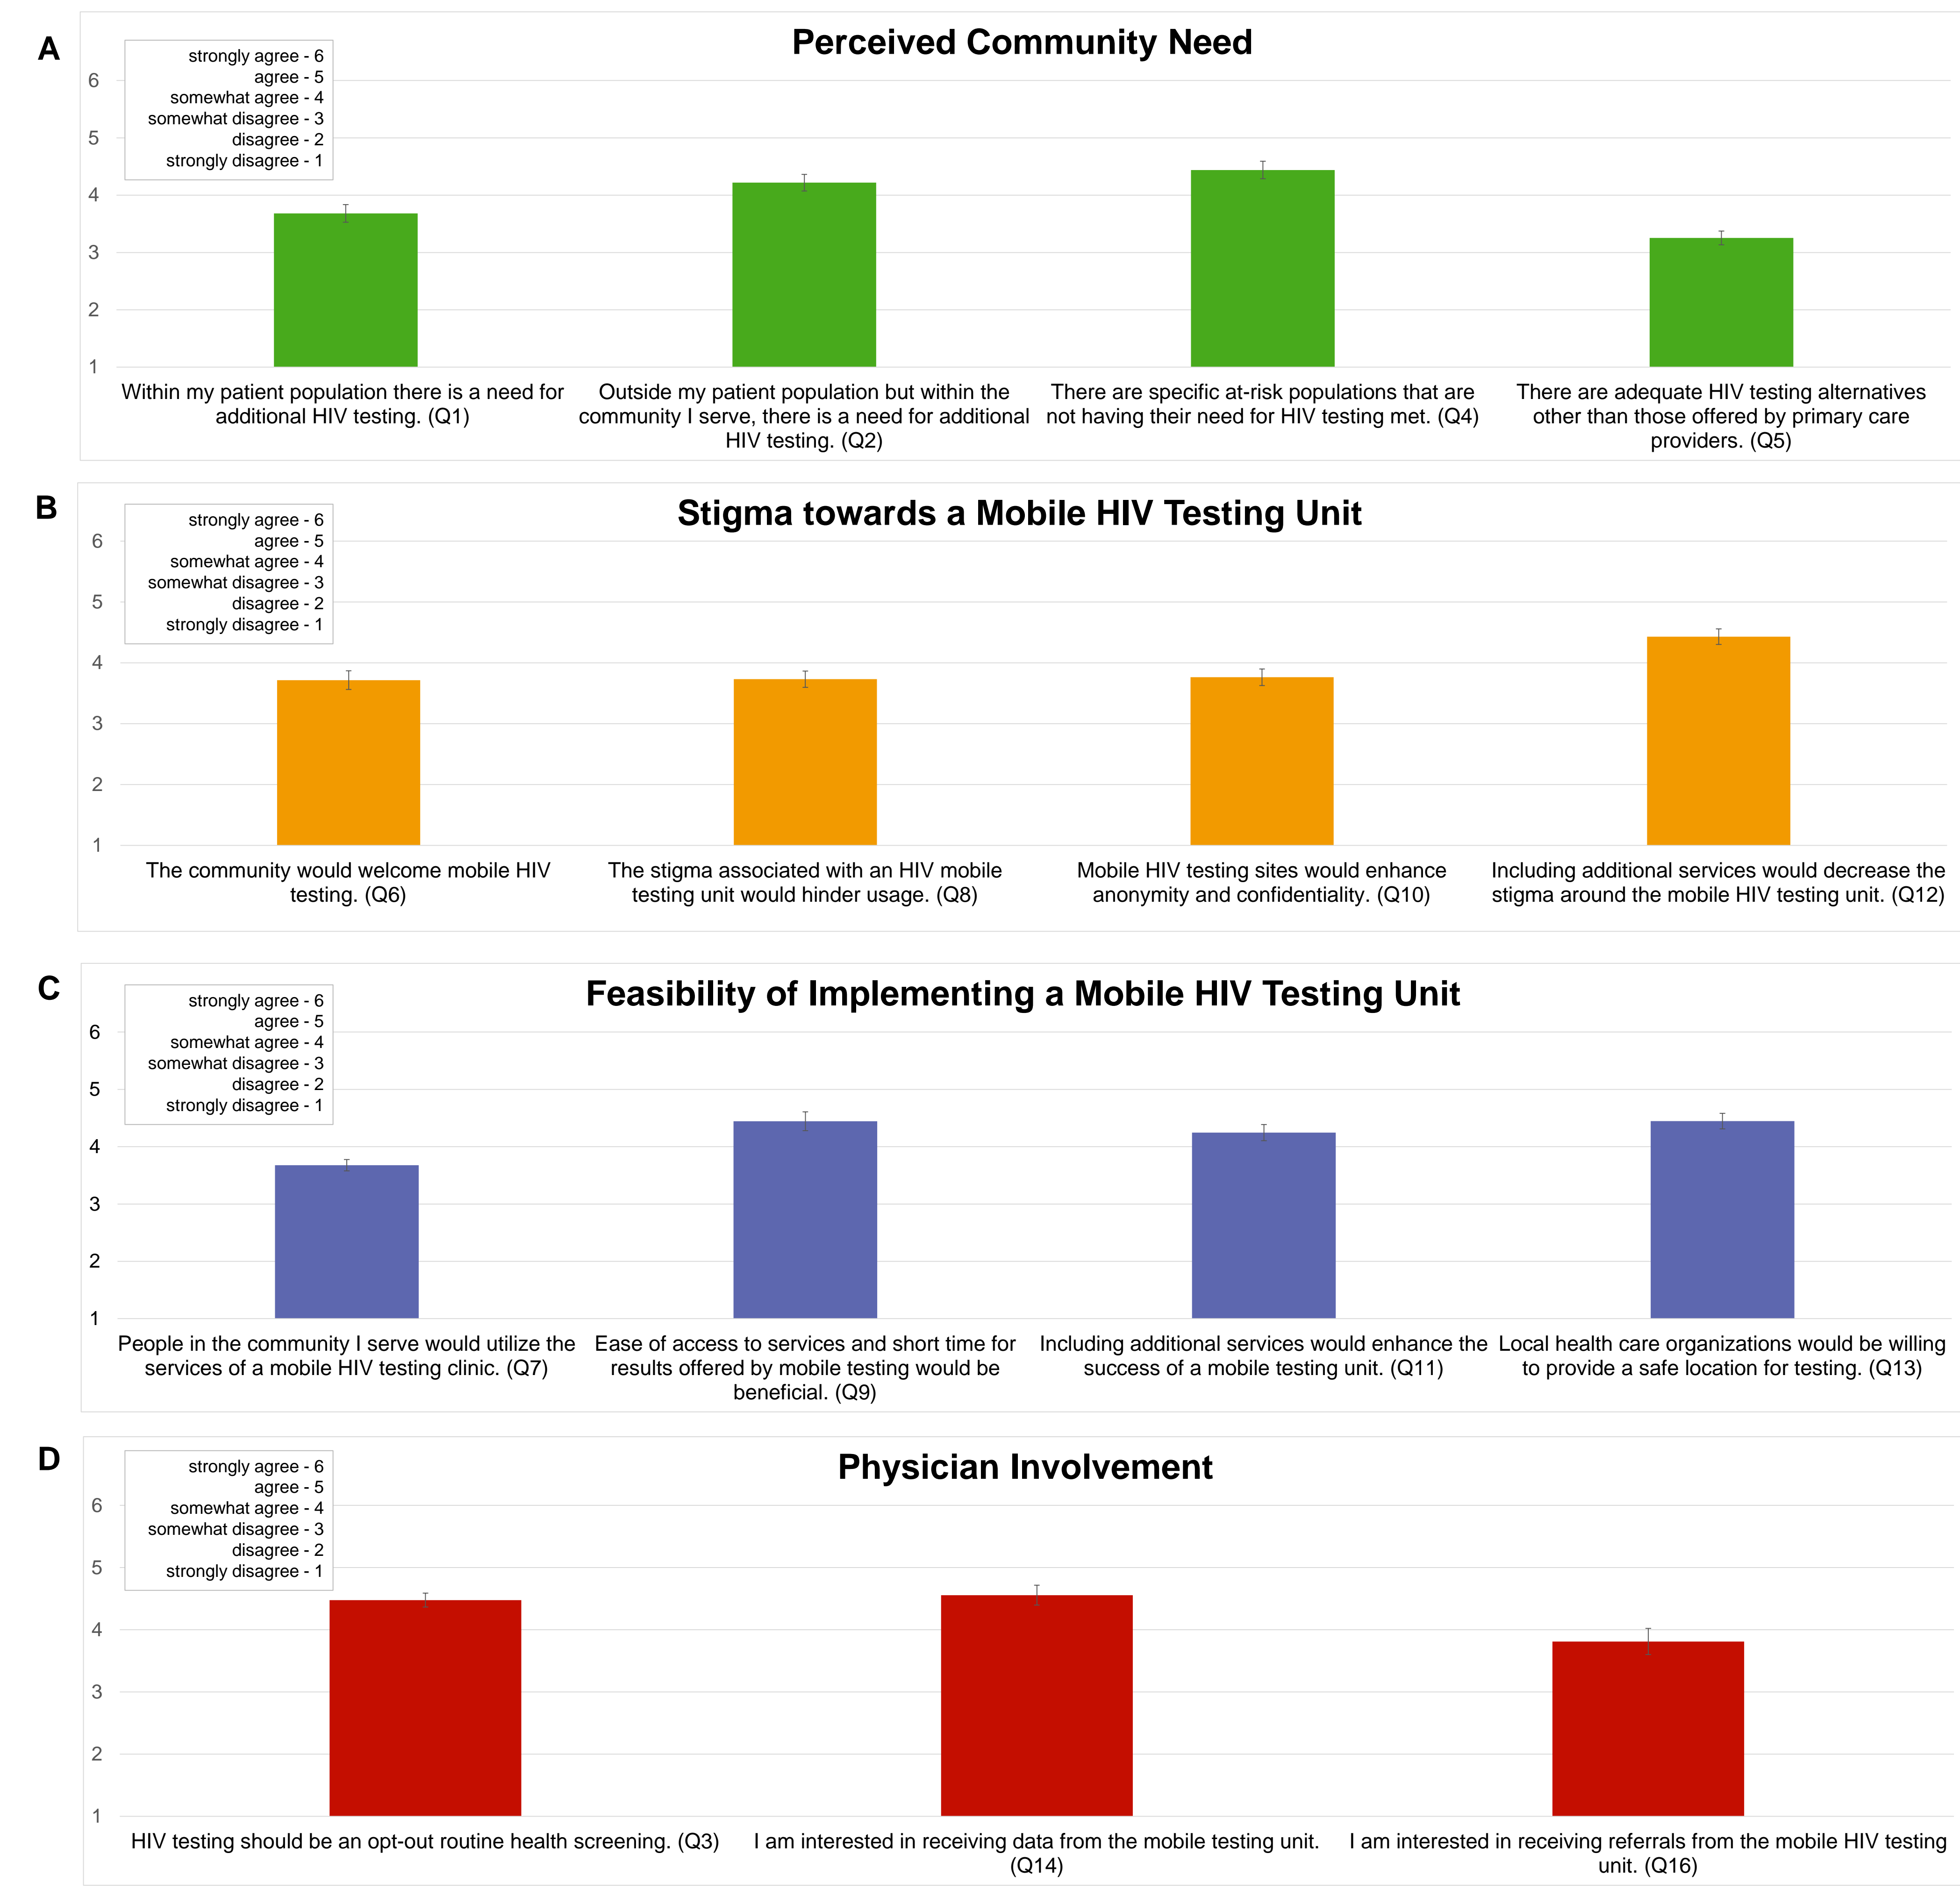 A
Perceived Community Need
strongly agree - 6
agree - 5
somewhat agree - 4
somewhat disagree - 3
disagree - 2
strongly disagree - 1
6
5
4
3
2
1
Within my patient population there is a need for
additional HIV testing. (Q1)
Outside my patient population but within the
community I serve, there is a need for additional
HIV testing. (Q2)
There are specific at-risk populations that are
not having their need for HIV testing met. (Q4)
There are adequate HIV testing alternatives
other than those offered by primary care
providers. (Q5)
B
Stigma towards a Mobile HIV Testing Unit
strongly agree - 6
agree - 5
somewhat agree - 4
somewhat disagree - 3
disagree - 2
strongly disagree - 1
6
5
4
3
2
1
The community would welcome mobile HIV
testing. (Q6)
The stigma associated with an HIV mobile
testing unit would hinder usage. (Q8)
Mobile HIV testing sites would enhance
anonymity and confidentiality. (Q10)
Including additional services would decrease the
stigma around the mobile HIV testing unit. (Q12)
C
Feasibility of Implementing a Mobile HIV Testing Unit
strongly agree - 6
agree - 5
somewhat agree - 4
somewhat disagree - 3
disagree - 2
strongly disagree - 1
6
5
4
3
2
1
People in the community I serve would utilize the
services of a mobile HIV testing clinic. (Q7)
Ease of access to services and short time for
results offered by mobile testing would be
beneficial. (Q9)
Including additional services would enhance the
success of a mobile testing unit. (Q11)
Local health care organizations would be willing
to provide a safe location for testing. (Q13)
D
Physician Involvement
strongly agree - 6
agree - 5
somewhat agree - 4
somewhat disagree - 3
disagree - 2
strongly disagree - 1
6
5
4
3
2
1
HIV testing should be an opt-out routine health screening. (Q3)
I am interested in receiving data from the mobile testing unit.
(Q14)
I am interested in receiving referrals from the mobile HIV testing
unit. (Q16)